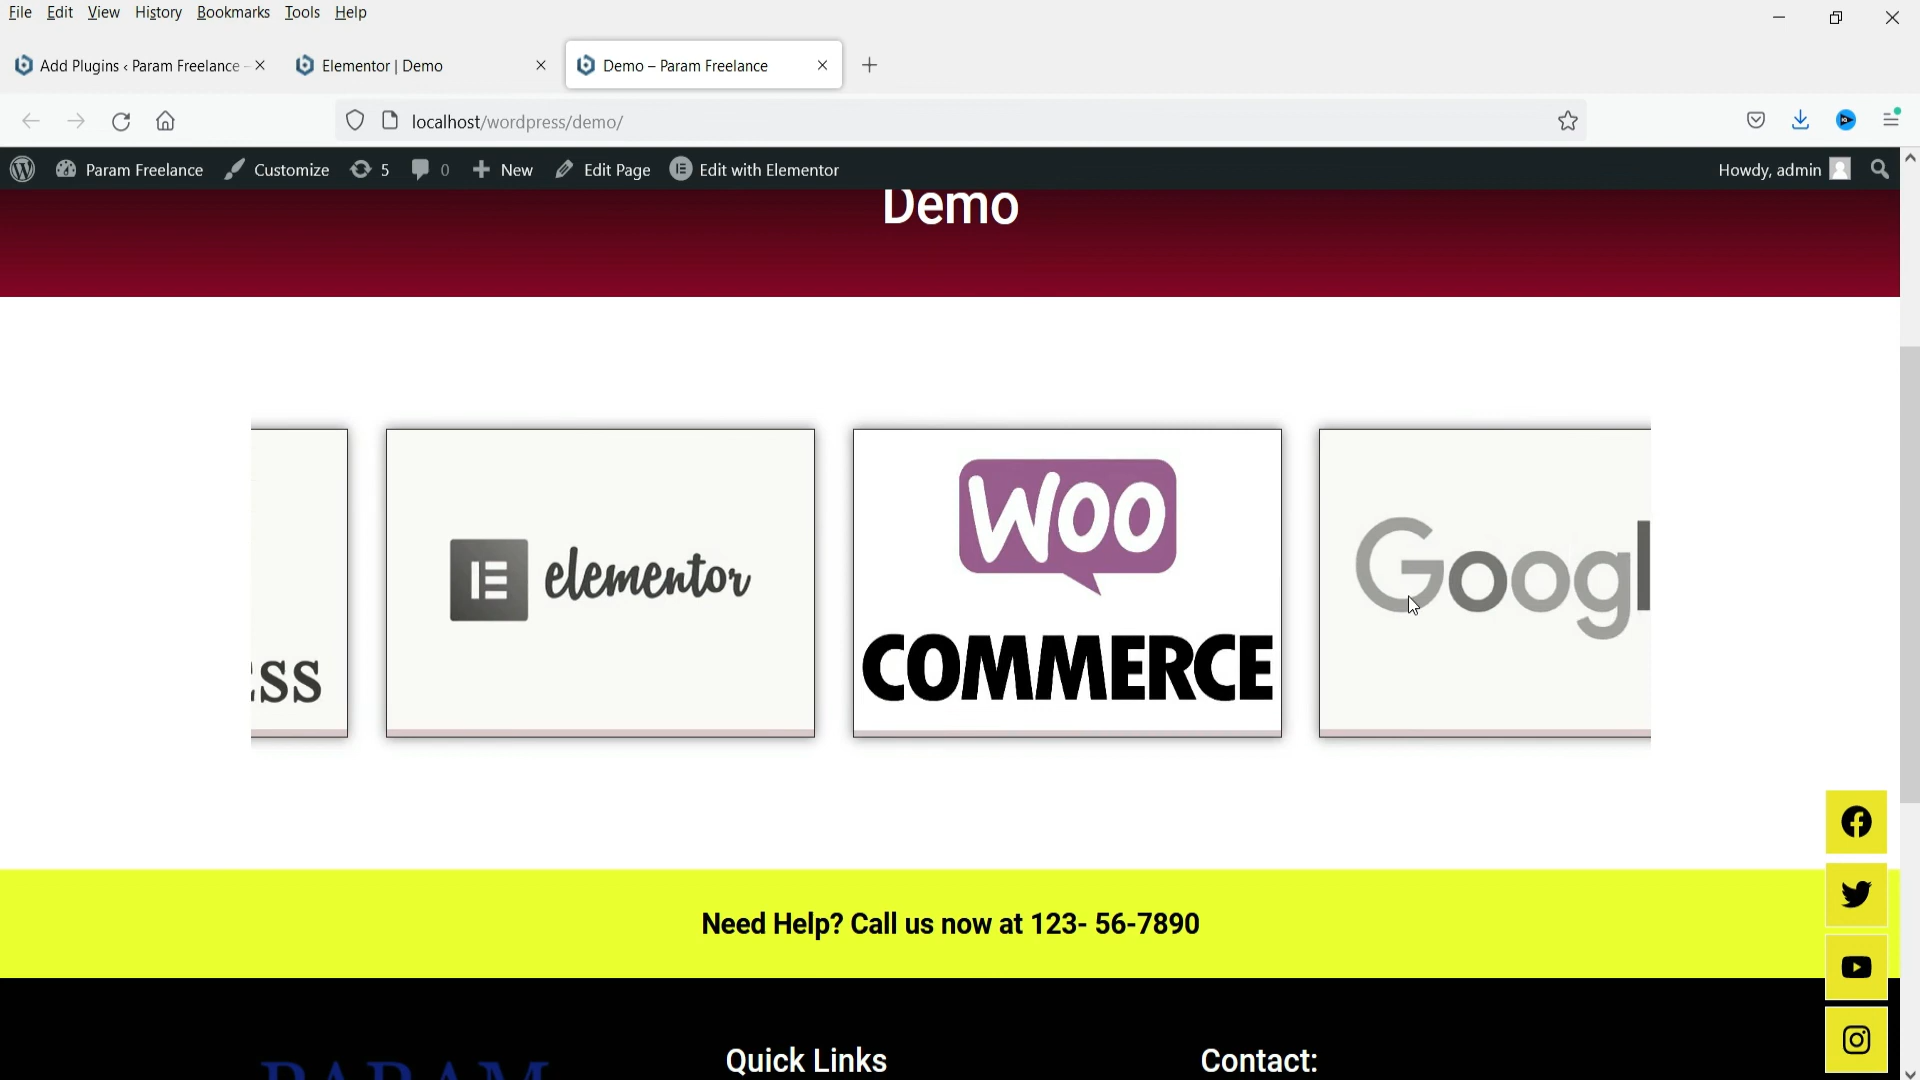 File Edit View History Bookmarks Tools Help
Add Plugins ‹ Param Freelance –
Elementor | Demo
Demo – Param Freelance
localhost/wordpress/demo/
Param Freelance Customize 5 0 New Edit Page Edit with Elementor Howdy, admin
Demo
ess
elementor
Woo
COMMERCE
Googl
Need Help? Call us now at 123- 56-7890
PARAM
Quick Links
Contact: